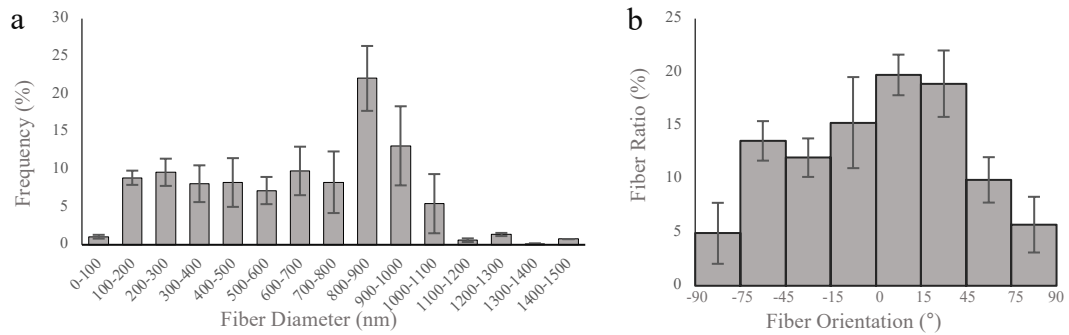 a
30
25
20
15
10
5
0
Frequency (%)
0-100 100-200 200-300 300-400 400-500 500-600 600-700 700-800 800-900 900-1000 1000-1100 1100-1200 1200-1300 1300-1400 1400-1500
Fiber Diameter (nm)
b
25
20
15
10
5
0
Fiber Ratio (%)
-90 -75 -45 -15 0 15 45 75 90
Fiber Orientation (°)